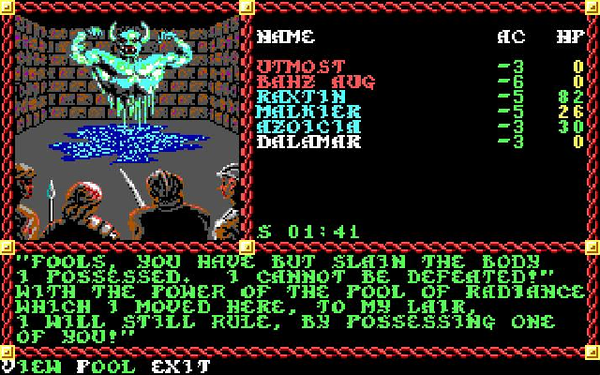 NAME AC HP
UTMOST -3 0
BANZ AUG -6 0
RAXTIN -5 82
MALKIER -5 26
AZOICIA -3 30
DALAMAR -3 0
S 01:41
"FOOLS, YOU HAVE BUT SLAIN THE BODY
I POSSESSED. I CANNOT BE DEFEATED!"
WITH THE POWER OF THE POOL OF RADIANCE
WHICH I MOVED HERE, TO MY LAIR,
I WILL STILL RULE, BY POSSESSING ONE
OF YOU!"
VIEW POOL EXIT